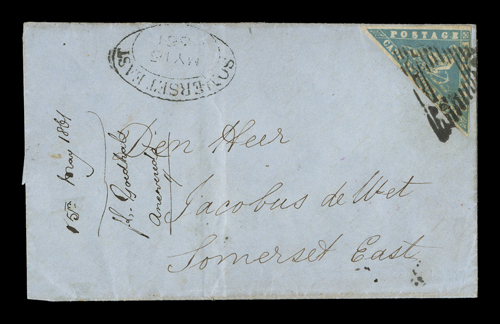 POSTAGE
SOMERSET EAST
MY 16
1861
Den Heer
Jacobus de Wet
Somerset East
15th May 1861